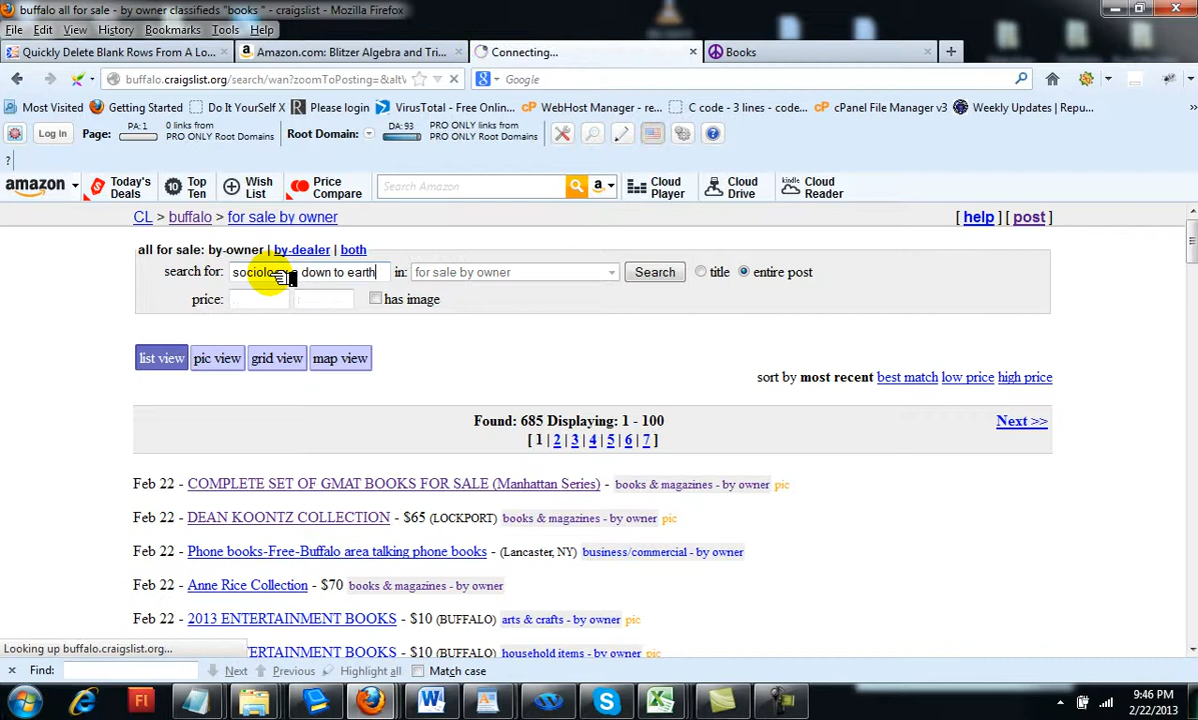 buffalo all for sale - by owner classifieds "books " - craigslist - Mozilla Firefox
File Edit View History Bookmarks Tools Help
Quickly Delete Blank Rows From A Lo... Amazon.com: Blitzer Algebra and Tri... Connecting... Books
buffalo.craigslist.org/search/wan?zoomToPosting=&alt Google
Most Visited Getting Started Do It YourSelf X Please login VirusTotal - Free Onlin... WebHost Manager - re... C code - 3 lines - code... cPanel File Manager v3 Weekly Updates | Repu...
Log In Page: PA: 1 0 links from PRO ONLY Root Domains Root Domain: DA: 93 PRO ONLY links from PRO ONLY Root Domains
?
amazon Today's Deals Top Ten Wish List Price Compare Search Amazon Cloud Player Cloud Drive Cloud Reader
CL > buffalo > for sale by owner [ help ] [ post ]
all for sale: by-owner | by-dealer | both
search for: down to earth in: for sale by owner Search title entire post
price: has image
list view pic view grid view map view
sort by most recent best match low price high price
Found: 685 Displaying: 1 - 100 Next >>
[ 1 | 2 | 3 | 4 | 5 | 6 | 7 ]
Feb 22 - COMPLETE SET OF GMAT BOOKS FOR SALE (Manhattan Series) - books & magazines - by owner pic
Feb 22 - DEAN KOONTZ COLLECTION - $65 (LOCKPORT) books & magazines - by owner pic
Feb 22 - Phone books-Free-Buffalo area talking phone books - (Lancaster, NY) business/commercial - by owner
Feb 22 - Anne Rice Collection - $70 books & magazines - by owner
Feb 22 - 2013 ENTERTAINMENT BOOKS - $10 (BUFFALO) arts & crafts - by owner pic
ENTERTAINMENT BOOKS - $10 (BUFFALO) household items - by owner pic
Looking up buffalo.craigslist.org...
Find: Next Previous Highlight all Match case
9:46 PM
2/22/2013